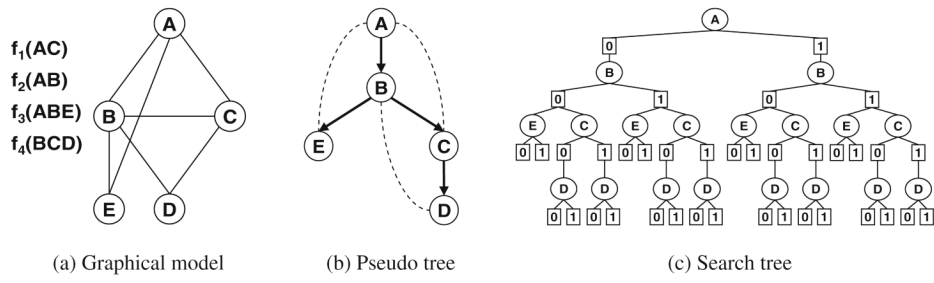 f1(AC)
f2(AB)
f3(ABE)
f4(BCD)
A
B C
E D
(a) Graphical model
A
B
E C
D
(b) Pseudo tree
A
0 1
B B
0 1 0 1
E C E C E C E C
0 1 0 1 0 1 0 1 0 1 0 1 0 1 0 1
D D D D D D D D
0 1 0 1 0 1 0 1 0 1 0 1 0 1 0 1
(c) Search tree